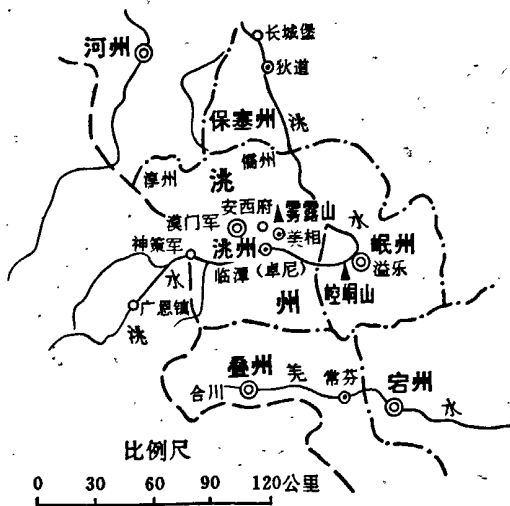 长城堡
河州
狄道
保塞州
洮
儒州
淳州
洮
雾露山
安西府
漠门军
美相
水
岷州
神策军
洮州
溢乐
水
临潭（卓尼）
崆峒山
广恩镇
州
洮
叠州
羌
常芬
宕州
合川
水
比例尺
0 30 60 90 120公里